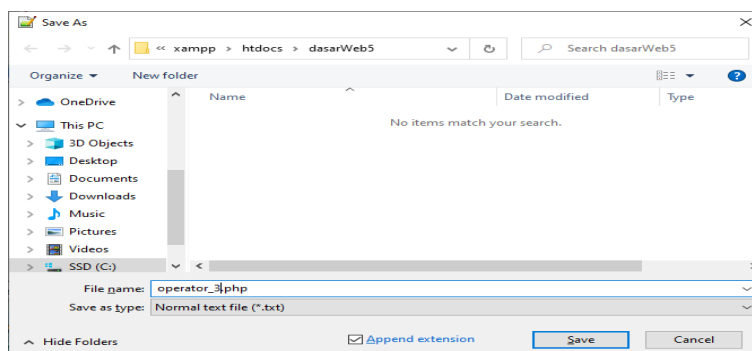 Save As
« xampp > htdocs > dasarWeb5
Search dasarWeb5
Organize
New folder
Name
Date modified
Type
No items match your search.
OneDrive
This PC
3D Objects
Desktop
Documents
Downloads
Music
Pictures
Videos
SSD (C:)
File name: operator_3.php
Save as type: Normal text file (*.txt)
Hide Folders
Append extension
Save
Cancel